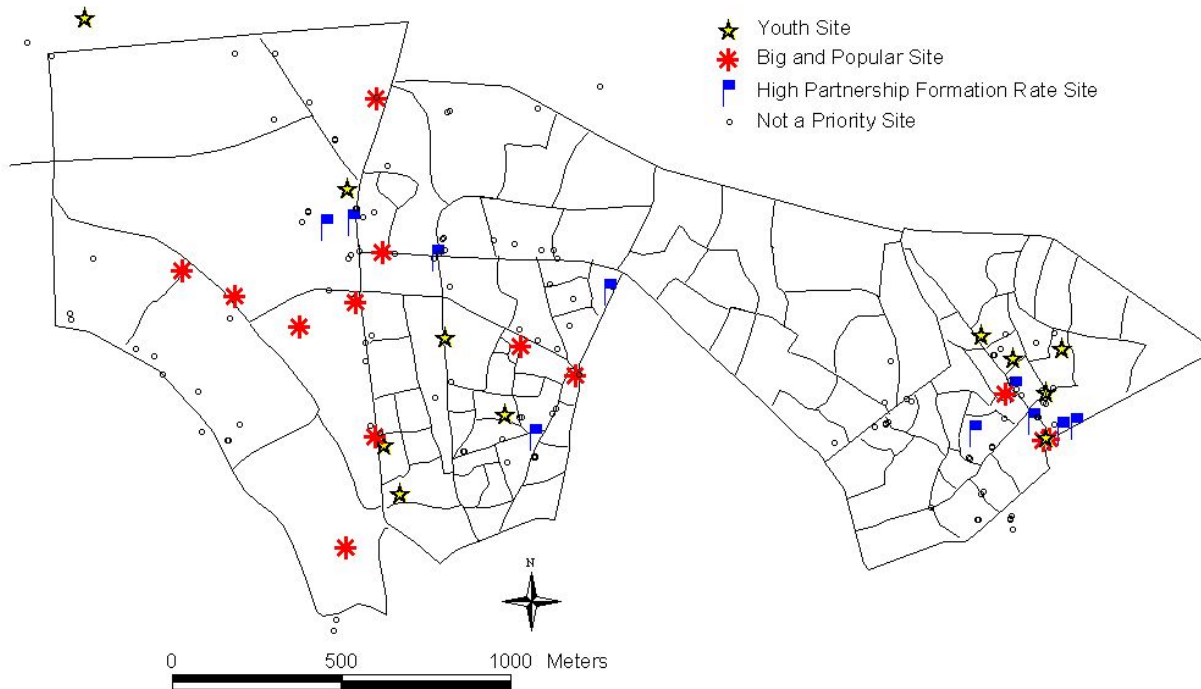 Youth Site
Big and Popular Site
High Partnership Formation Rate Site
Not a Priority Site
N
0 500 1000 Meters